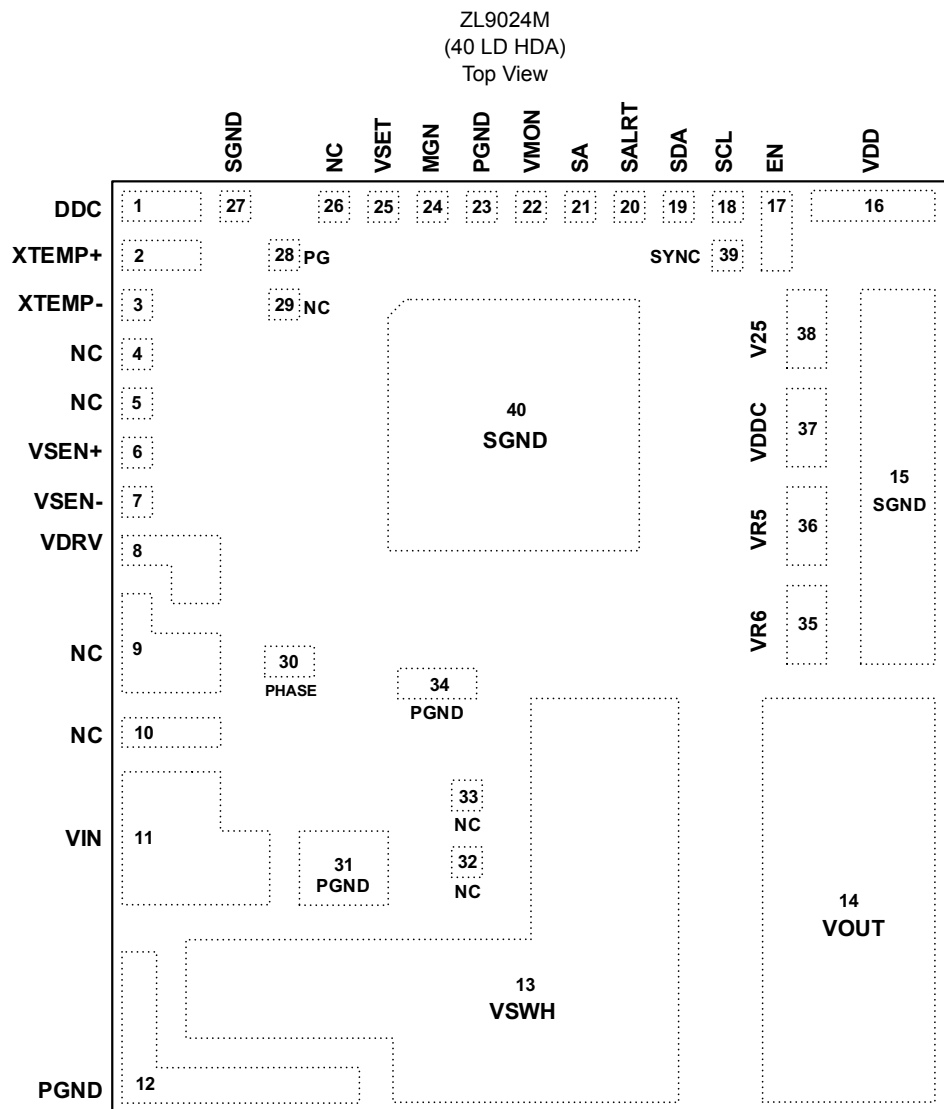 ZL9024M
(40 LD HDA)
Top View
SGND
NC
VSET
MGN
PGND
VMON
SA
SALRT
SDA
SCL
EN
VDD
DDC 1 27 26 25 24 23 22 21 20 19 18 17 16
XTEMP+ 2 28 PG SYNC 39
XTEMP- 3 29 NC
NC 4 V25 38
NC 5
40
SGND
VDDC 37
VSEN+ 6
VSEN- 7
15
SGND
VR5 36
VDRV 8
VR6 35
NC 9
30
PHASE
34
PGND
NC 10
33
NC
VIN 11
31
PGND
32
NC
14
VOUT
13
VSWH
PGND 12